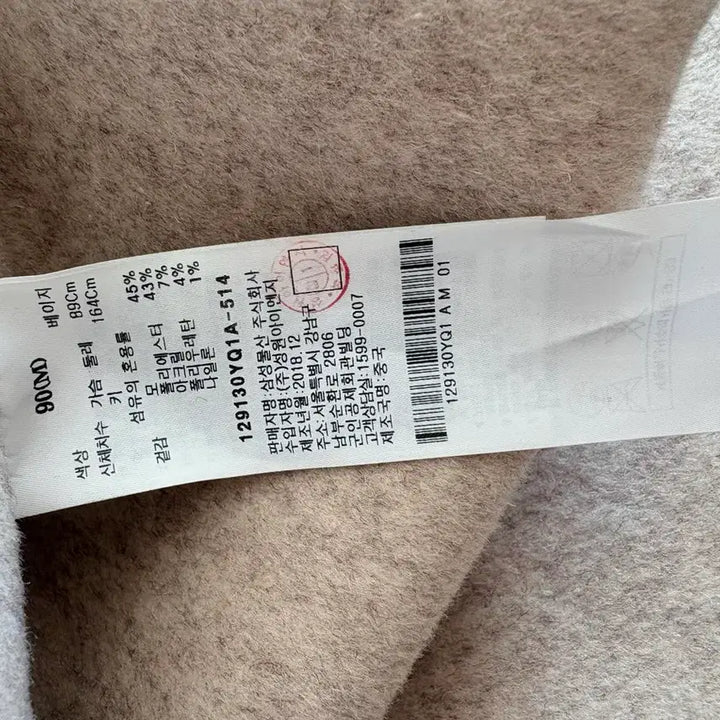 90(M)
색상 베이지
신체치수 가슴 둘레 89Cm
키 164Cm
섬유의 혼용률
겉감 모 45%
폴리에스터 43%
아크릴 7%
폴리우레탄 4%
나일론 1%
129130YQ1A-514
판매자명:삼성물산 주식회사
수입자명:(주)성원아이앤지
제조년월:2018.12
주소:서울특별시 강남구
남부순환로 2806
군인공제회관빌딩
고객상담실:1599-0007
제조국명:중국
129130YQ1 A M 01